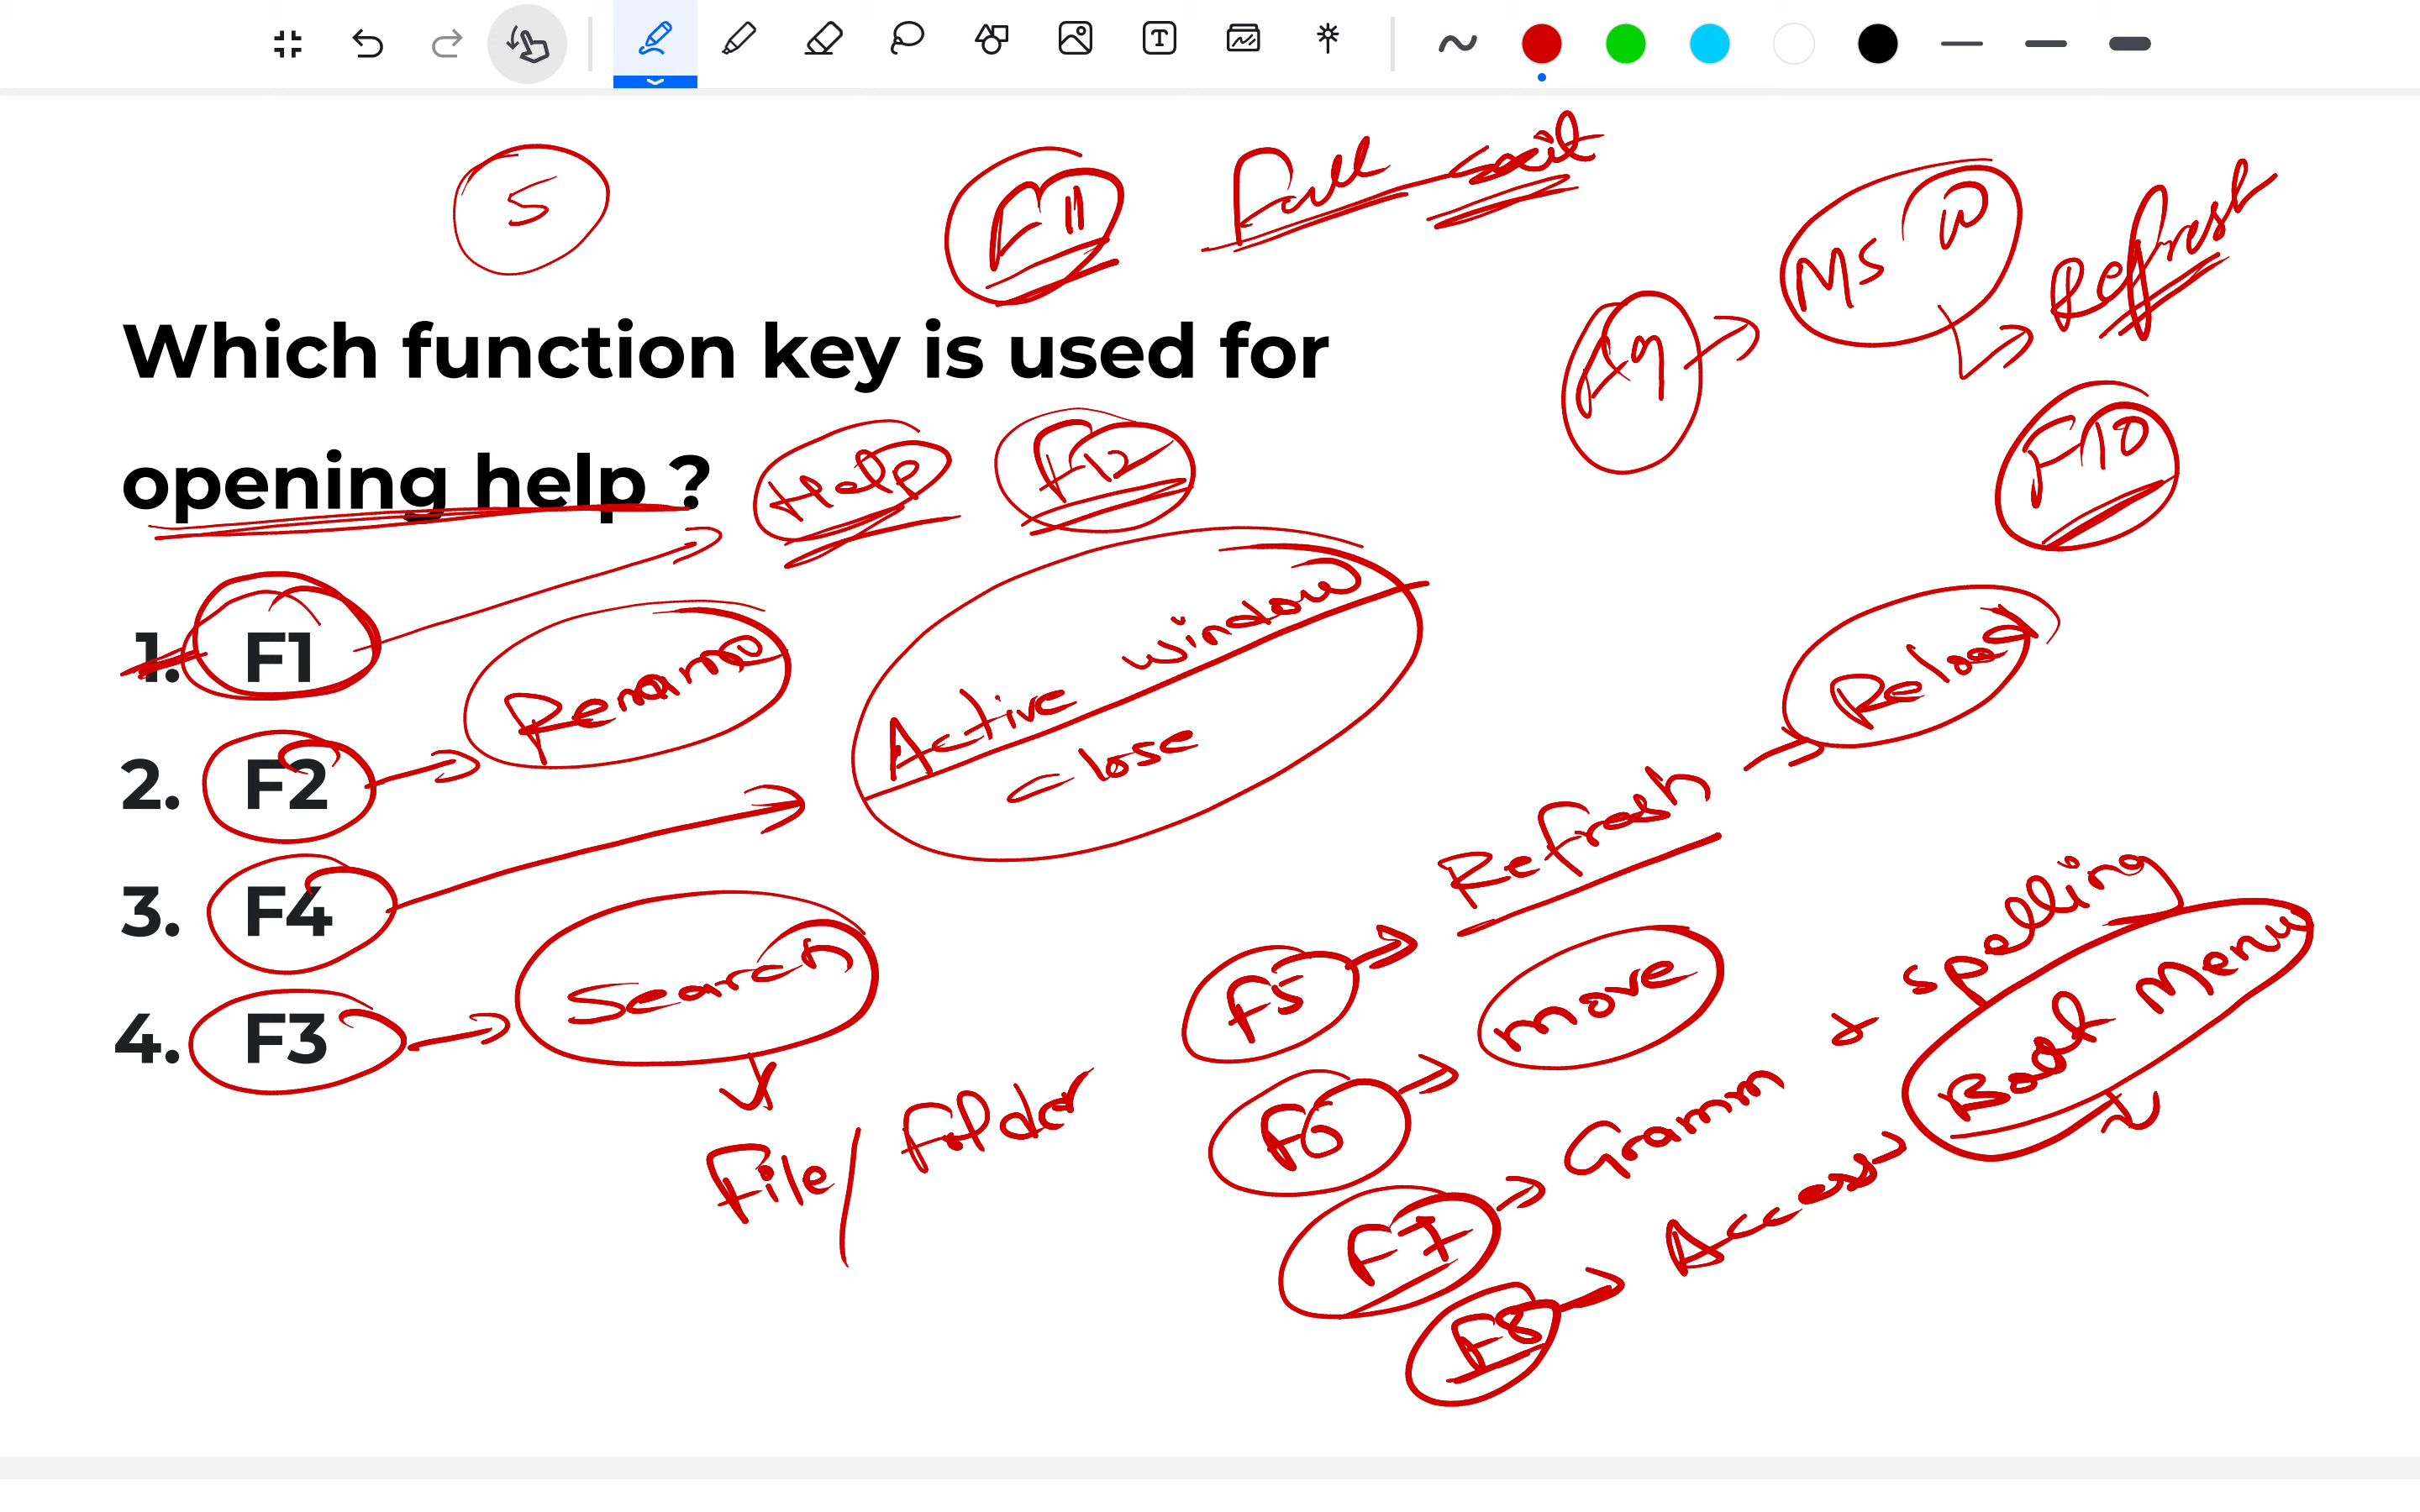 S
F11
Full
MS W
Refresh
F9
Which function key is used for
opening help ?
Help
F12
F10
1. F1
Rename
Active window
close
Reload
2. F2
3. F4
Refresh
Search
4. F3
F5
move
spelling
Boot Menu
File/ Folder
F6
Gramm
F7
Access
F8